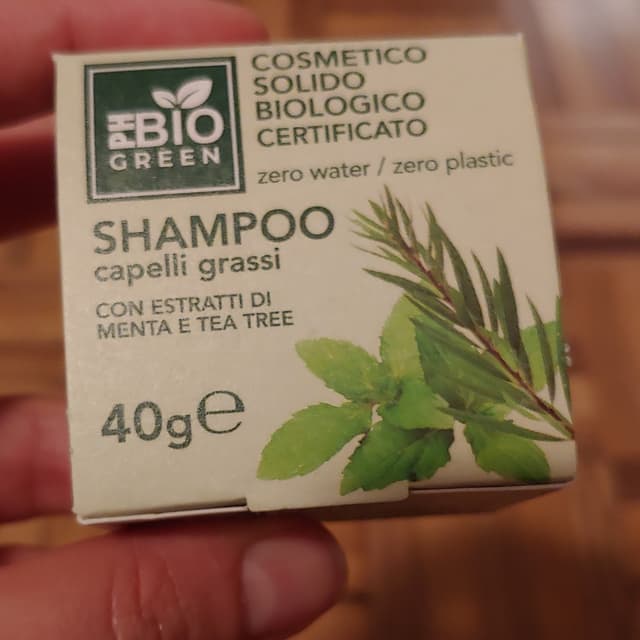 PH BIO
GREEN
COSMETICO
SOLIDO
BIOLOGICO
CERTIFICATO
zero water / zero plastic
SHAMPOO
capelli grassi
CON ESTRATTI DI
MENTA E TEA TREE
40g℮